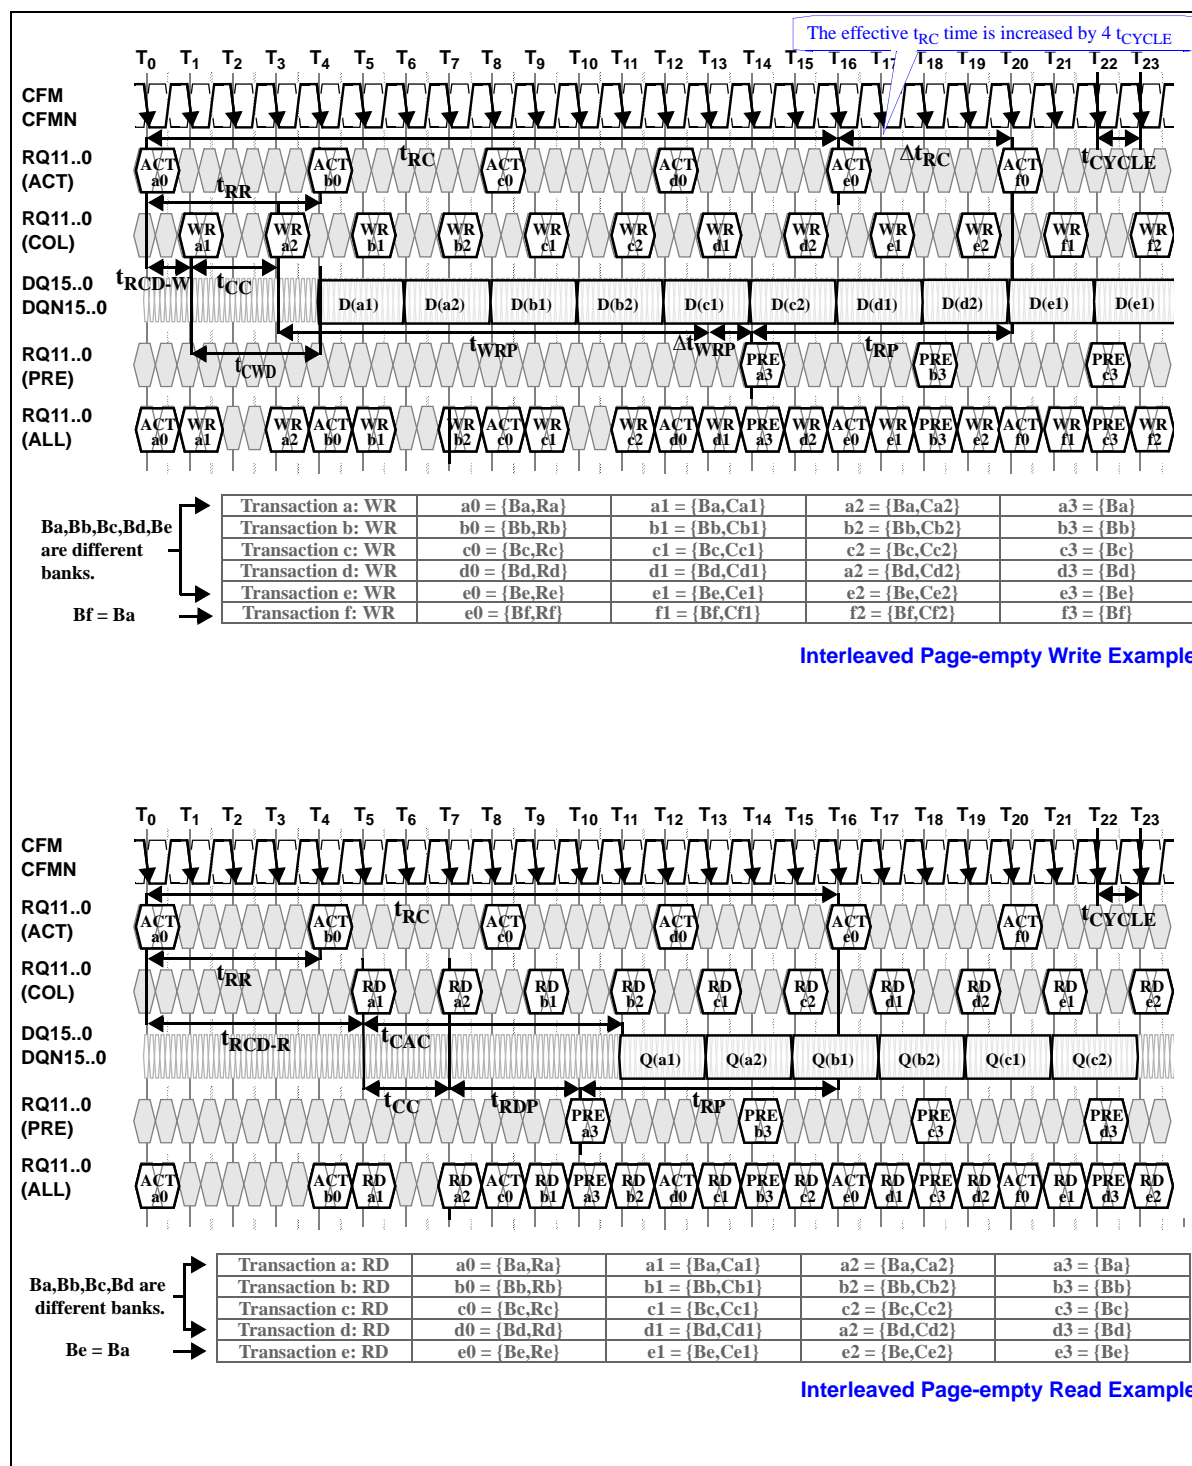 The effective tRC time is increased by 4 tCYCLE
T0 T1 T2 T3 T4 T5 T6 T7 T8 T9 T10 T11 T12 T13 T14 T15 T16 T17 T18 T19 T20 T21 T22 T23
CFM
CFMN
tRC ΔtRC tCYCLE
RQ11..0
(ACT)
ACT a0 ACT b0 ACT c0 ACT d0 ACT e0 ACT f0
tRR
RQ11..0
(COL)
WR a1 WR a2 WR b1 WR b2 WR c1 WR c2 WR d1 WR d2 WR e1 WR e2 WR f1 WR f2
tRCD-W tCC
DQ15..0
DQN15..0
D(a1) D(a2) D(b1) D(b2) D(c1) D(c2) D(d1) D(d2) D(e1) D(e1)
tCWD tWRP ΔtWRP tRP
RQ11..0
(PRE)
PRE a3 PRE b3 PRE c3
RQ11..0
(ALL)
ACT a0 WR a1 WR a2 ACT b0 WR b1 WR b2 ACT c0 WR c1 WR c2 ACT d0 WR d1 PRE a3 WR d2 ACT e0 WR e1 PRE b3 WR e2 ACT f0 WR f1 PRE c3 WR f2
Ba,Bb,Bc,Bd,Be
are different
banks.
Bf = Ba
Transaction a: WR a0 = {Ba,Ra} a1 = {Ba,Ca1} a2 = {Ba,Ca2} a3 = {Ba}
Transaction b: WR b0 = {Bb,Rb} b1 = {Bb,Cb1} b2 = {Bb,Cb2} b3 = {Bb}
Transaction c: WR c0 = {Bc,Rc} c1 = {Bc,Cc1} c2 = {Bc,Cc2} c3 = {Bc}
Transaction d: WR d0 = {Bd,Rd} d1 = {Bd,Cd1} a2 = {Bd,Cd2} d3 = {Bd}
Transaction e: WR e0 = {Be,Re} e1 = {Be,Ce1} e2 = {Be,Ce2} e3 = {Be}
Transaction f: WR e0 = {Bf,Rf} f1 = {Bf,Cf1} f2 = {Bf,Cf2} f3 = {Bf}
Interleaved Page-empty Write Example
T0 T1 T2 T3 T4 T5 T6 T7 T8 T9 T10 T11 T12 T13 T14 T15 T16 T17 T18 T19 T20 T21 T22 T23
CFM
CFMN
tRC tCYCLE
RQ11..0
(ACT)
ACT a0 ACT b0 ACT c0 ACT d0 ACT e0 ACT f0
tRR
RQ11..0
(COL)
RD a1 RD a2 RD b1 RD b2 RD c1 RD c2 RD d1 RD d2 RD e1 RD e2
tRCD-R tCAC
DQ15..0
DQN15..0
Q(a1) Q(a2) Q(b1) Q(b2) Q(c1) Q(c2)
tCC tRDP tRP
RQ11..0
(PRE)
PRE a3 PRE b3 PRE c3 PRE d3
RQ11..0
(ALL)
ACT a0 ACT b0 RD a1 RD a2 ACT c0 RD b1 PRE a3 RD b2 ACT d0 RD c1 PRE b3 RD c2 ACT e0 RD d1 PRE c3 RD d2 ACT f0 RD e1 PRE d3 RD e2
Ba,Bb,Bc,Bd are
different banks.
Be = Ba
Transaction a: RD a0 = {Ba,Ra} a1 = {Ba,Ca1} a2 = {Ba,Ca2} a3 = {Ba}
Transaction b: RD b0 = {Bb,Rb} b1 = {Bb,Cb1} b2 = {Bb,Cb2} b3 = {Bb}
Transaction c: RD c0 = {Bc,Rc} c1 = {Bc,Cc1} c2 = {Bc,Cc2} c3 = {Bc}
Transaction d: RD d0 = {Bd,Rd} d1 = {Bd,Cd1} a2 = {Bd,Cd2} d3 = {Bd}
Transaction e: RD e0 = {Be,Re} e1 = {Be,Ce1} e2 = {Be,Ce2} e3 = {Be}
Interleaved Page-empty Read Example